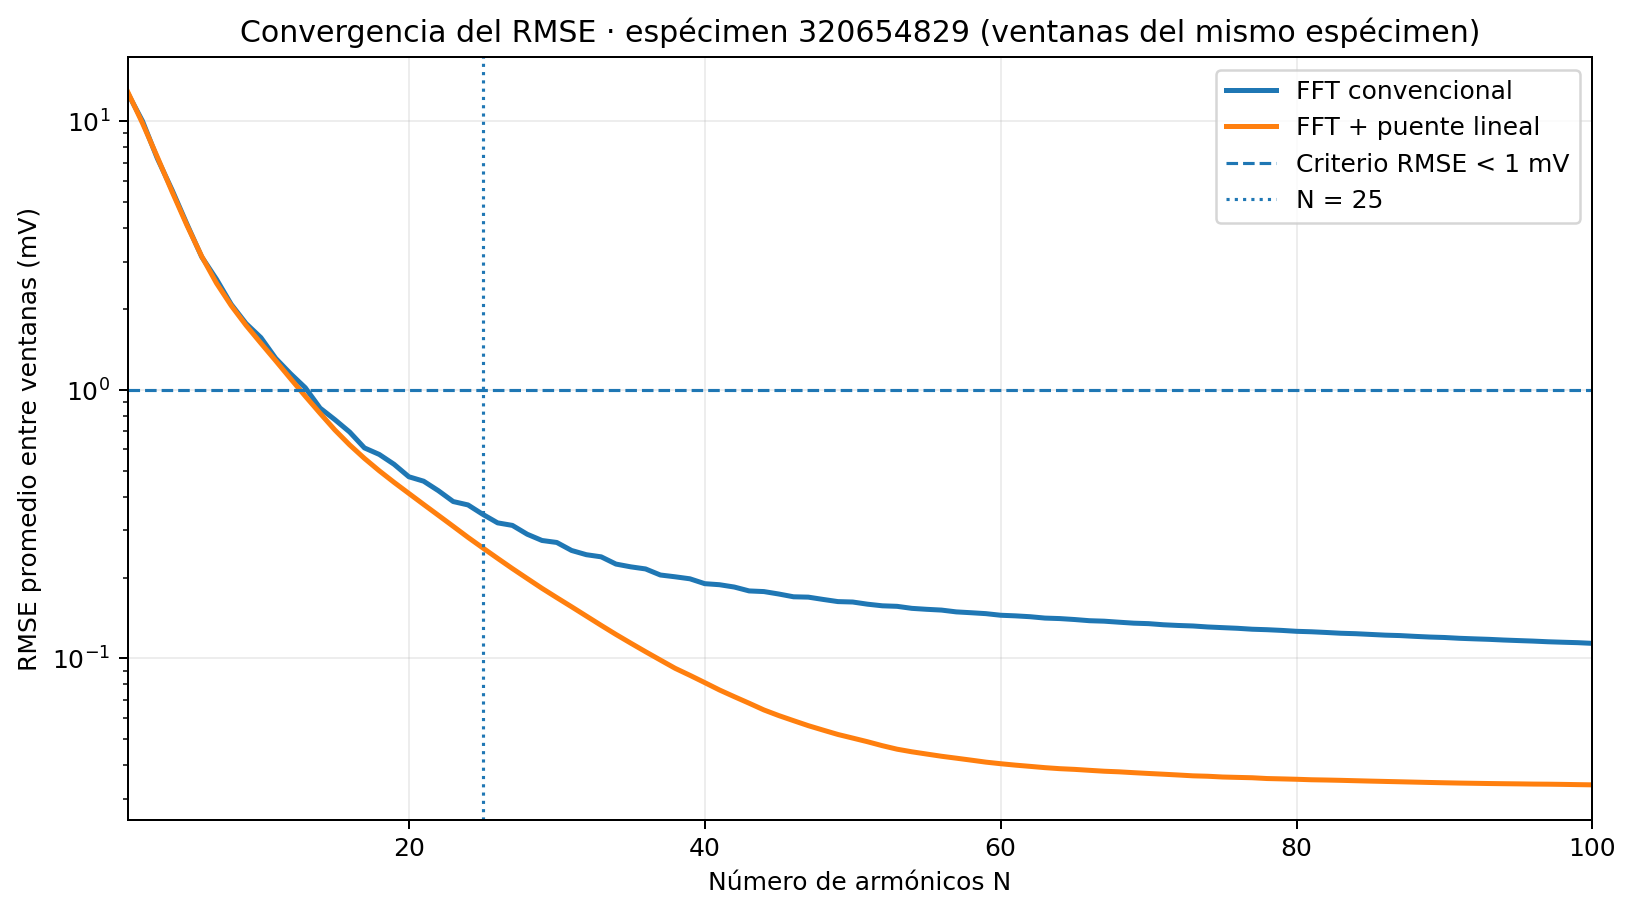 Convergencia del RMSE · espécimen 320654829 (ventanas del mismo espécimen)
RMSE promedio entre ventanas (mV)
10¹
10⁰
10⁻¹
FFT convencional
FFT + puente lineal
Criterio RMSE < 1 mV
N = 25
20 40 60 80 100
Número de armónicos N